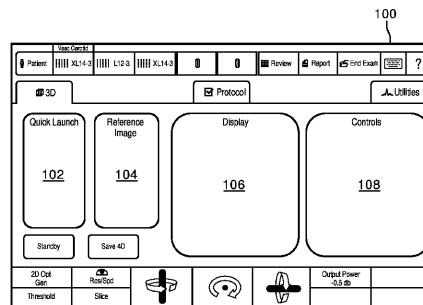 100
Vasc Carotid
Patient XL14-3 L12-3 XL14-3 Review Report End Exam ?
3D Protocol Utilities
Quick Launch Reference Image Display Controls
102 104 106 108
Standby Save 4D
2D Opt Gen Res/Spd Output Power -0.5 db
Threshold Slice